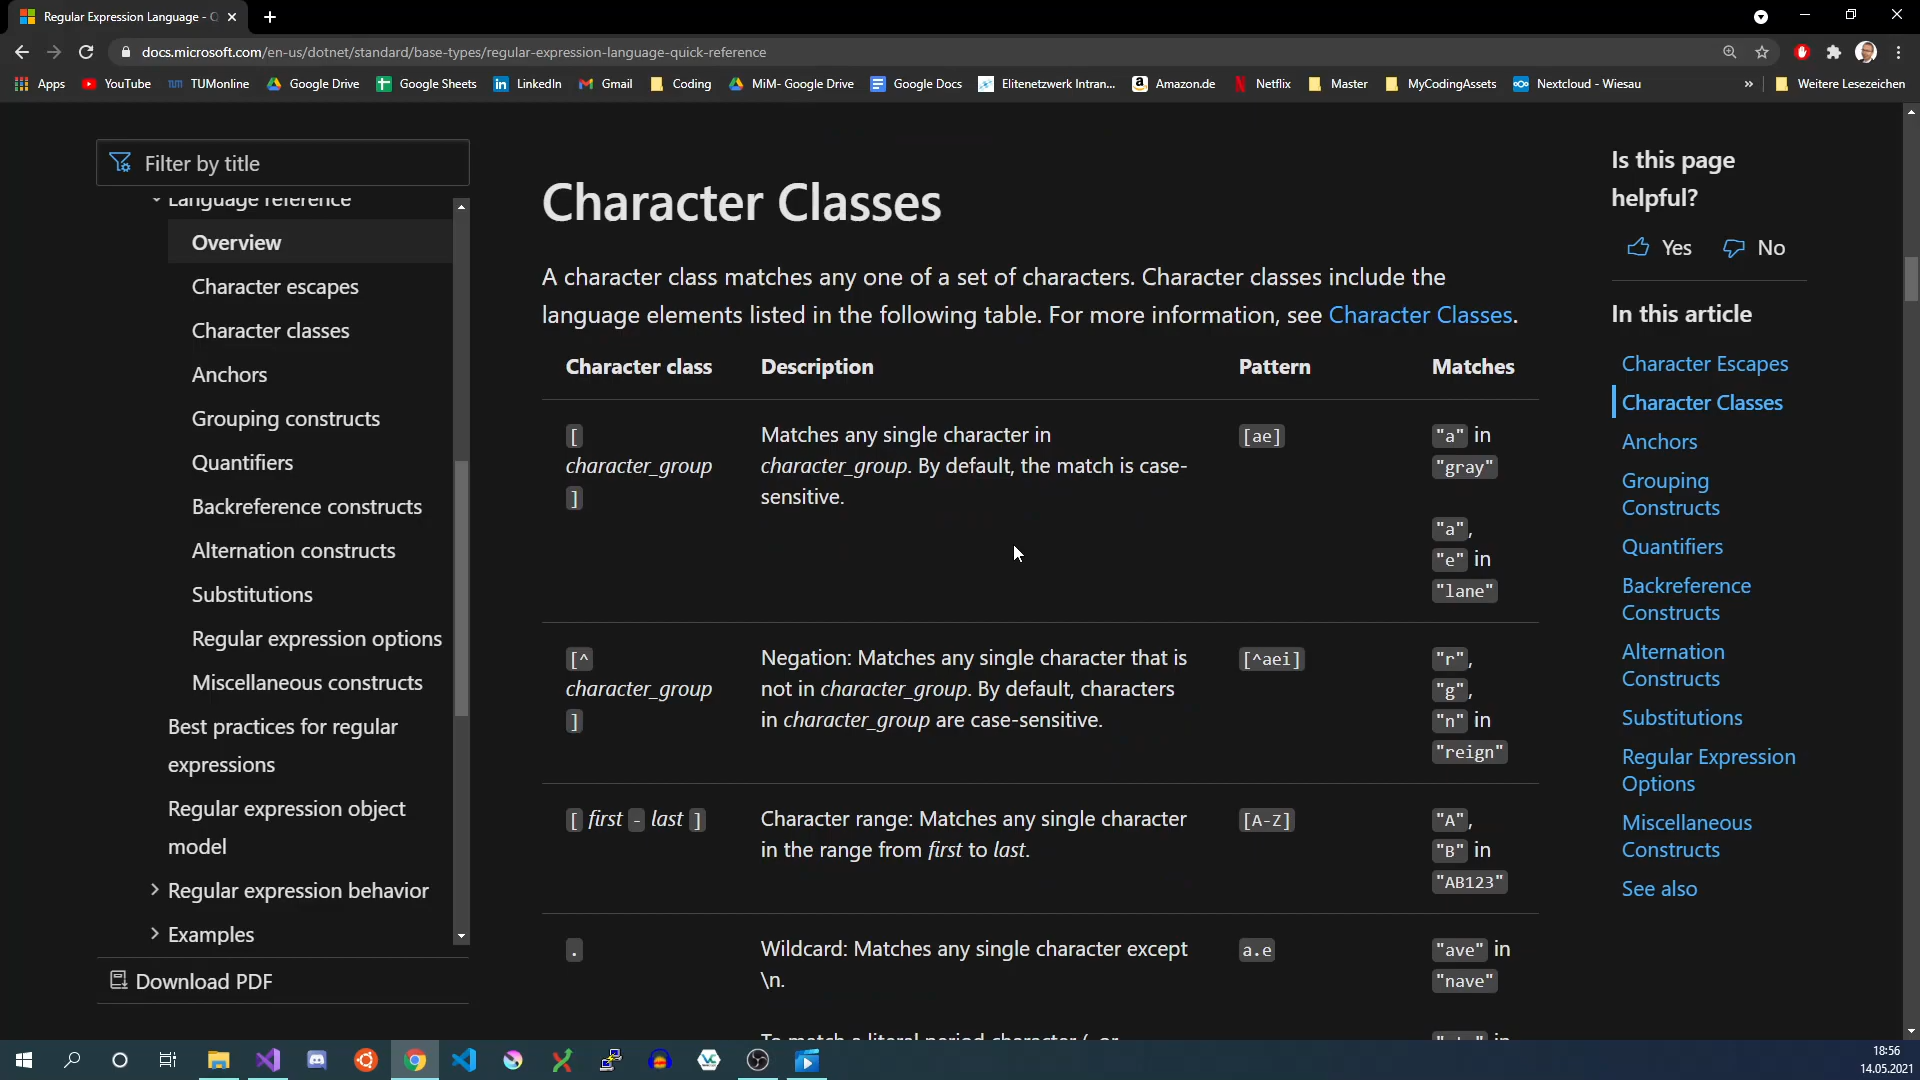 Regular Expression Language -
docs.microsoft.com/en-us/dotnet/standard/base-types/regular-expression-language-quick-reference
Apps
YouTube
TUMonline
Google Drive
Google Sheets
LinkedIn
Gmail
Coding
MiM- Google Drive
Google Docs
Elitenetzwerk Intran...
Amazon.de
Netflix
Master
MyCodingAssets
Nextcloud - Wiesau
»
Weitere Lesezeichen
Filter by title
Language reference
Overview
Character escapes
Character classes
Anchors
Grouping constructs
Quantifiers
Backreference constructs
Alternation constructs
Substitutions
Regular expression options
Miscellaneous constructs
Best practices for regular
expressions
Regular expression object
model
Regular expression behavior
Examples
Download PDF
Character Classes
A character class matches any one of a set of characters. Character classes include the
language elements listed in the following table. For more information, see Character Classes.
Character class Description Pattern Matches
[
character_group
]
Matches any single character in
character_group. By default, the match is case-
sensitive.
[ae]
"a" in
"gray"
"a",
"e" in
"lane"
[^
character_group
]
Negation: Matches any single character that is
not in character_group. By default, characters
in character_group are case-sensitive.
[^aei]
"r",
"g",
"n" in
"reign"
[ first - last ]
Character range: Matches any single character
in the range from first to last.
[A-Z]
"A",
"B" in
"AB123"
.
Wildcard: Matches any single character except
\n.
a.e
"ave" in
"nave"
To match a literal period character (. or
Is this page
helpful?
Yes No
In this article
Character Escapes
Character Classes
Anchors
Grouping
Constructs
Quantifiers
Backreference
Constructs
Alternation
Constructs
Substitutions
Regular Expression
Options
Miscellaneous
Constructs
See also
18:56
14.05.2021